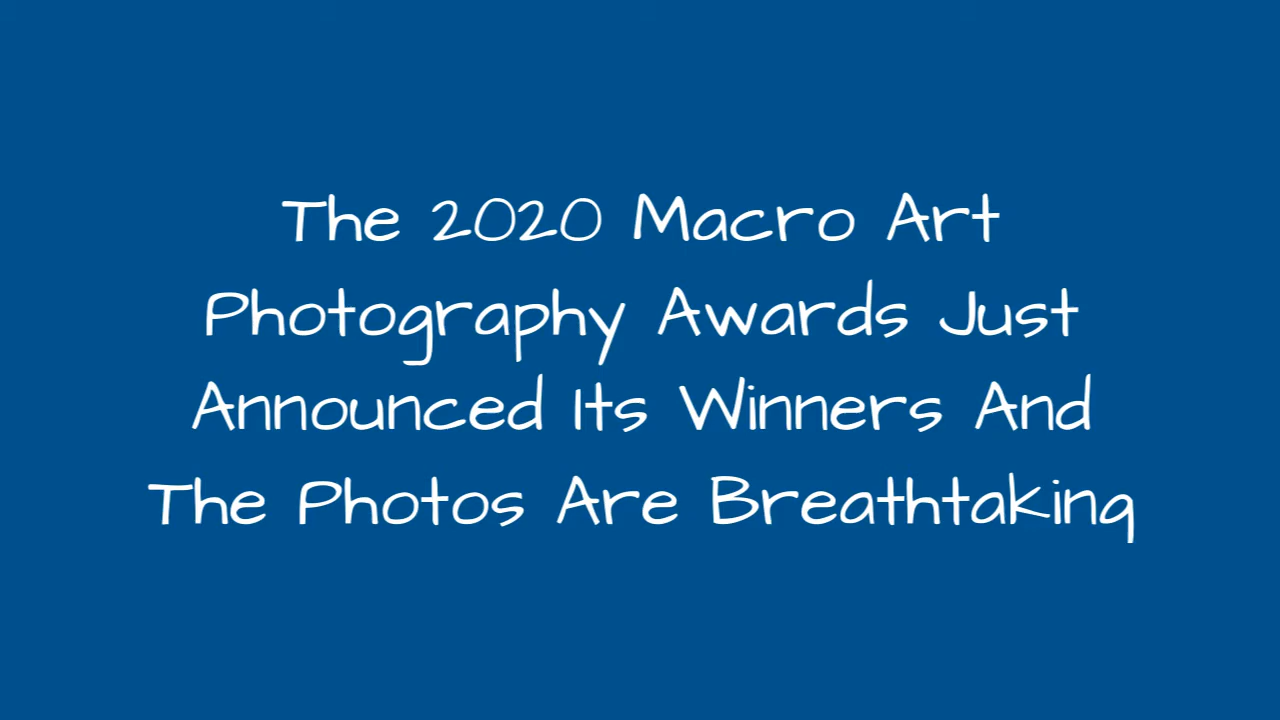 The 2020 Macro Art
Photography Awards Just
Announced Its Winners And
The Photos Are Breathtaking